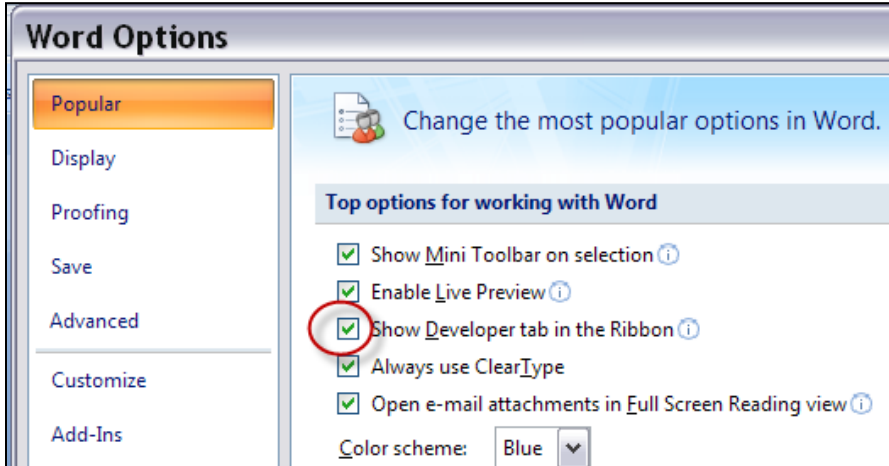 Word Options
Popular
Display
Proofing
Save
Advanced
Customize
Add-Ins
Change the most popular options in Word.
Top options for working with Word
Show Mini Toolbar on selection
Enable Live Preview
Show Developer tab in the Ribbon
Always use ClearType
Open e-mail attachments in Full Screen Reading view
Color scheme: Blue